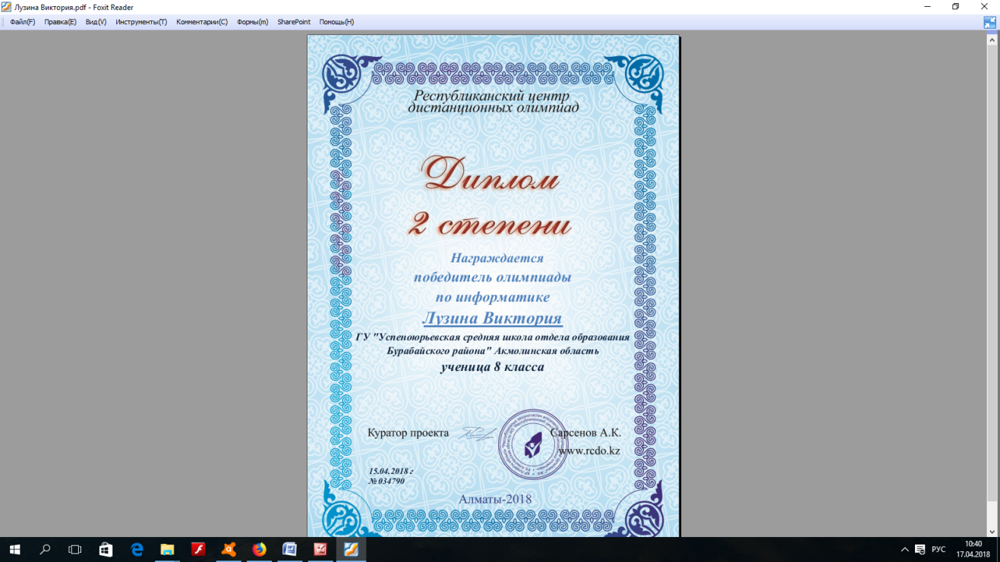 Лузина Виктория.pdf - Foxit Reader
Файл(F) Правка(E) Вид(V) Инструменты(T) Комментарии(C) Формы(m) SharePoint Помощь(H)
Республиканский центр
дистанционных олимпиад
Диплом
2 степени
Награждается
победитель олимпиады
по информатике
Лузина Виктория
ГУ "Успеноюрьевская средняя школа отдела образования
Бурабайского района" Акмолинская область
ученица 8 класса
Куратор проекта Сарсенов А.К.
www.rcdo.kz
15.04.2018 г
№ 034790
Алматы-2018
РУС
10:40
17.04.2018